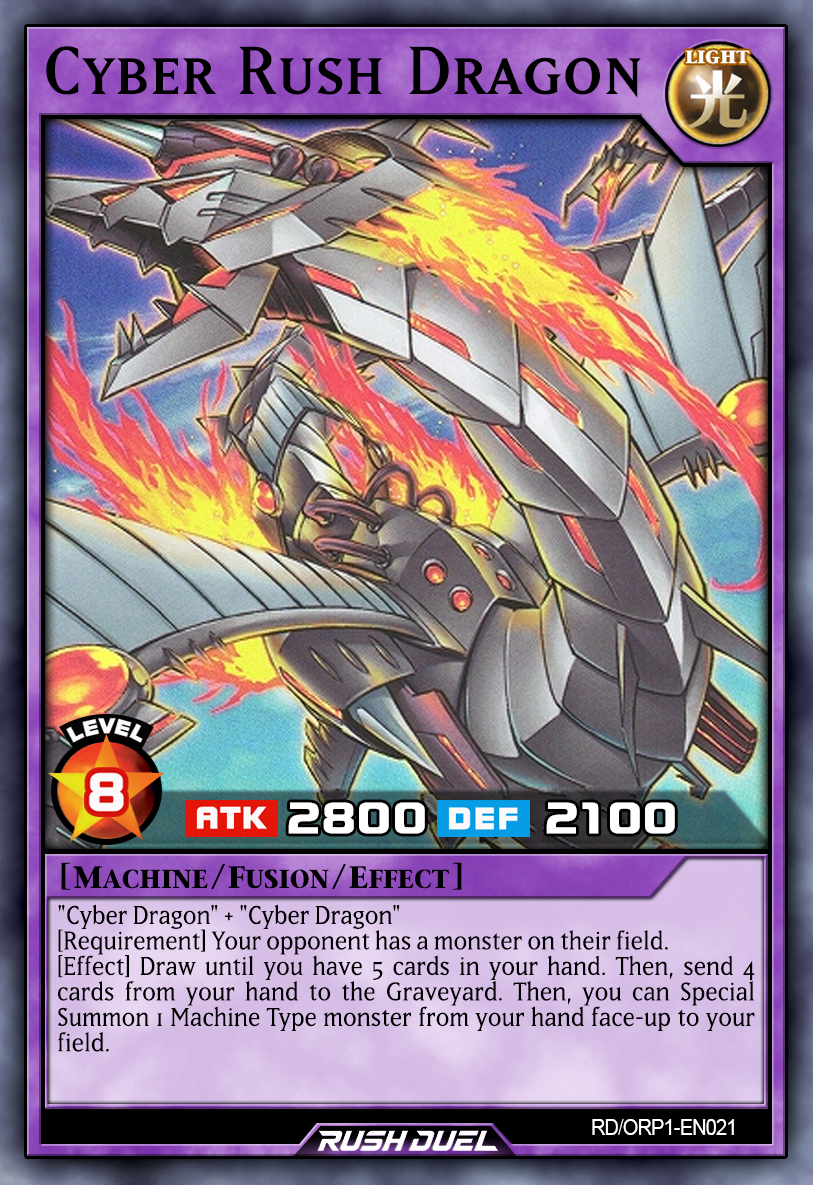 Cyber Rush Dragon
LIGHT
光
LEVEL
8
ATK 2800 DEF 2100
[Machine/Fusion/Effect]
"Cyber Dragon" + "Cyber Dragon"
[Requirement] Your opponent has a monster on their field.
[Effect] Draw until you have 5 cards in your hand. Then, send 4
cards from your hand to the Graveyard. Then, you can Special
Summon 1 Machine Type monster from your hand face-up to your
field.
RD/ORP1-EN021
RUSH DUEL